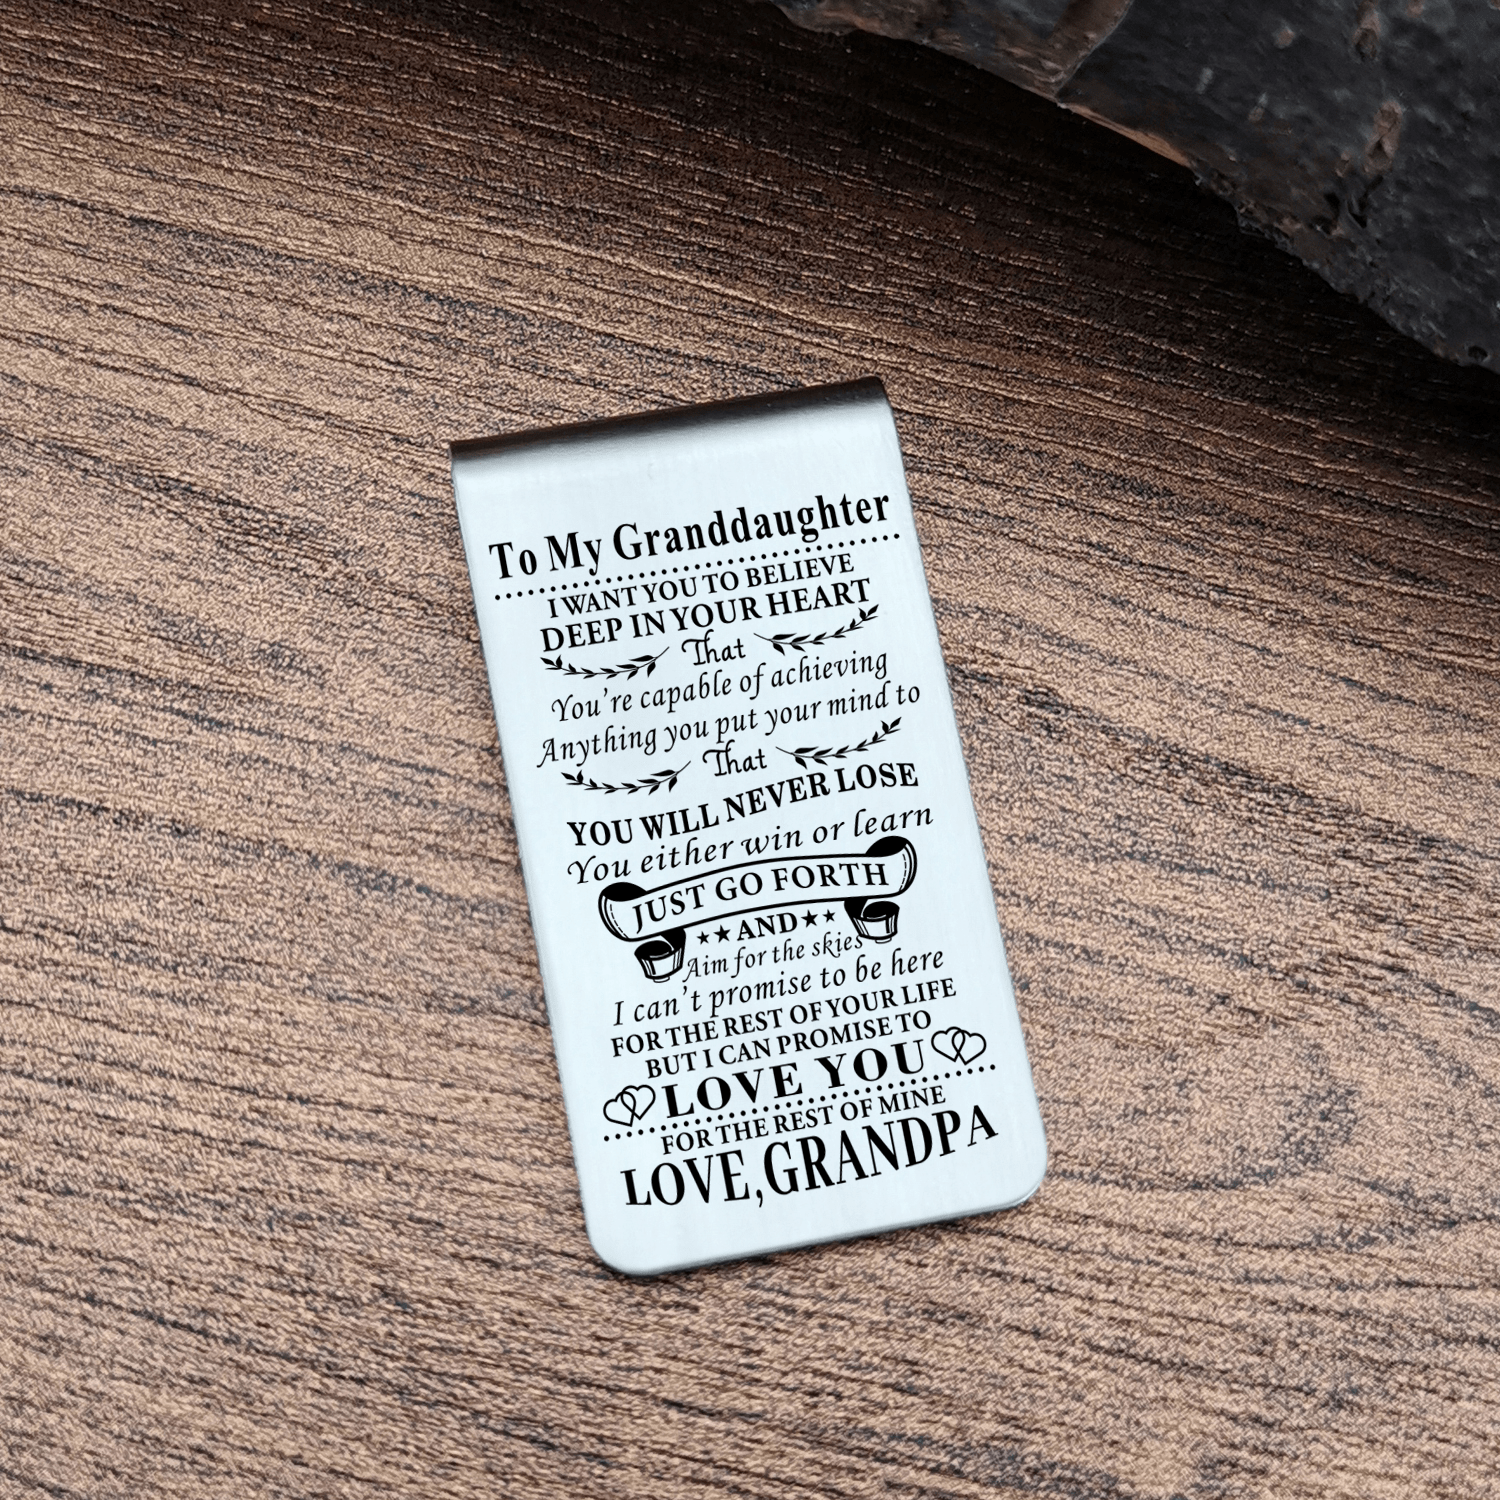 To My Granddaughter
I WANT YOU TO BELIEVE
DEEP IN YOUR HEART
That
You're capable of achieving
Anything you put your mind to
That
YOU WILL NEVER LOSE
You either win or learn
JUST GO FORTH
AND
Aim for the skies
I can't promise to be here
FOR THE REST OF YOUR LIFE
BUT I CAN PROMISE TO
LOVE YOU
FOR THE REST OF MINE
LOVE,GRANDPA